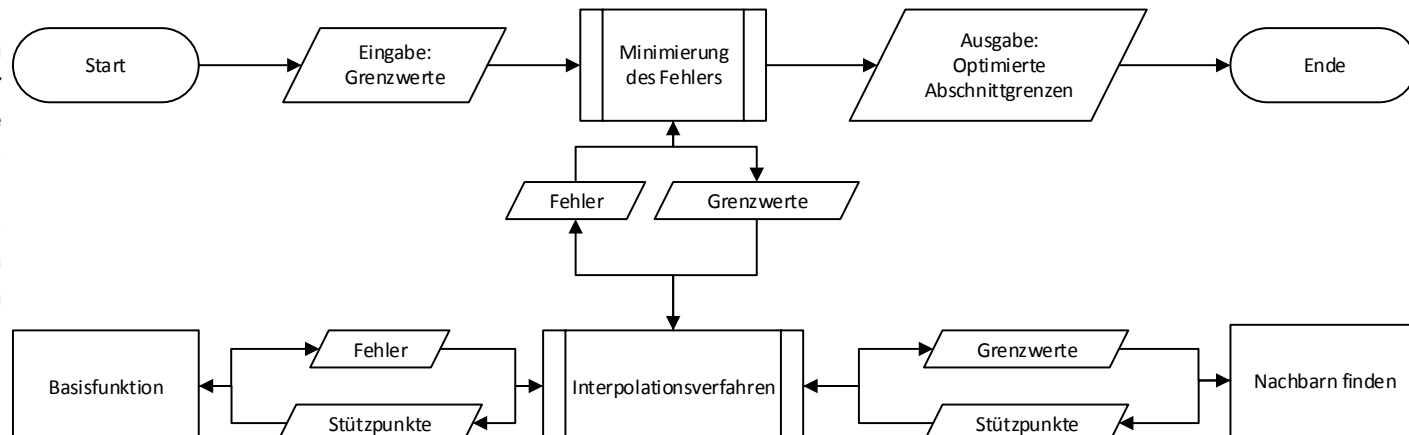 Start
Eingabe:
Grenzwerte
Minimierung
des Fehlers
Ausgabe:
Optimierte
Abschnittgrenzen
Ende
Fehler
Grenzwerte
Basisfunktion
Fehler
Stützpunkte
Interpolationsverfahren
Grenzwerte
Stützpunkte
Nachbarn finden